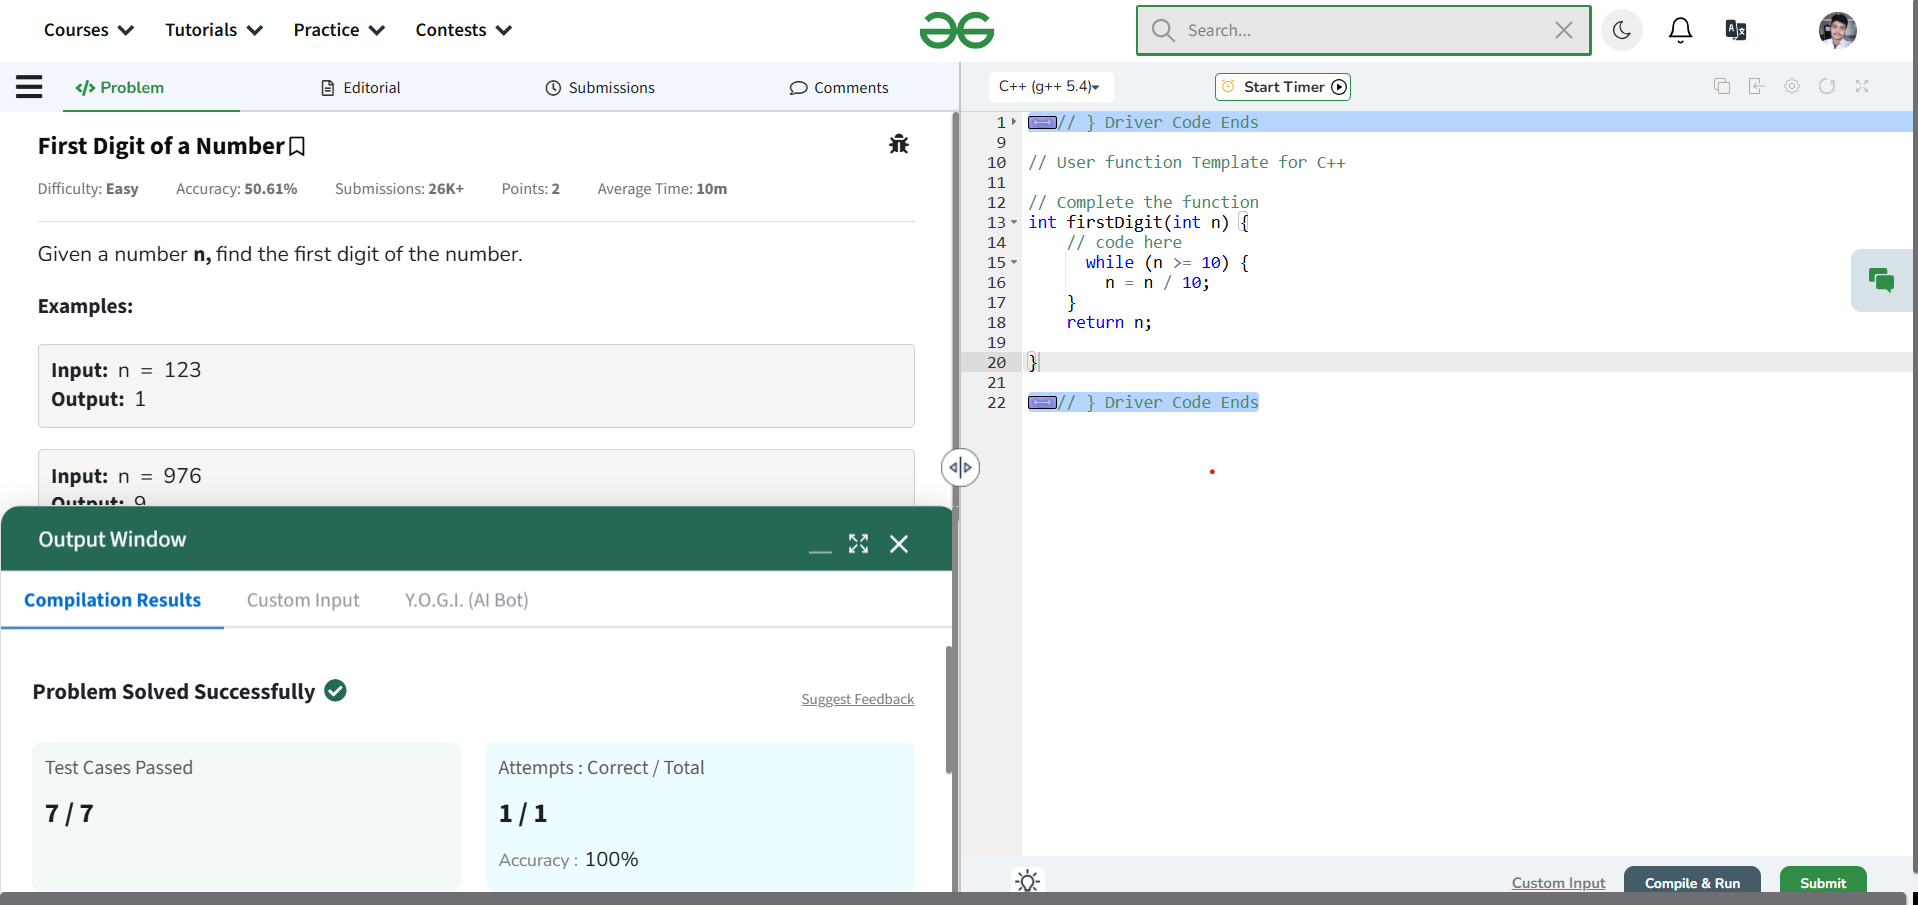 Courses Tutorials Practice Contests Search...
Problem Editorial Submissions Comments
C++ (g++ 5.4) Start Timer
First Digit of a Number
Difficulty: Easy Accuracy: 50.61% Submissions: 26K+ Points: 2 Average Time: 10m
Given a number n, find the first digit of the number.
Examples:
Input: n = 123
Output: 1
Input: n = 976
Output: 9
Output Window
Compilation Results Custom Input Y.O.G.I. (AI Bot)
Problem Solved Successfully
Suggest Feedback
Test Cases Passed
7 / 7
Attempts : Correct / Total
1 / 1
Accuracy : 100%
1 // } Driver Code Ends
9
10 // User function Template for C++
11
12 // Complete the function
13 int firstDigit(int n) {
14 // code here
15 while (n >= 10) {
16 n = n / 10;
17 }
18 return n;
19
20 }
21
22 // } Driver Code Ends
Custom Input Compile & Run Submit